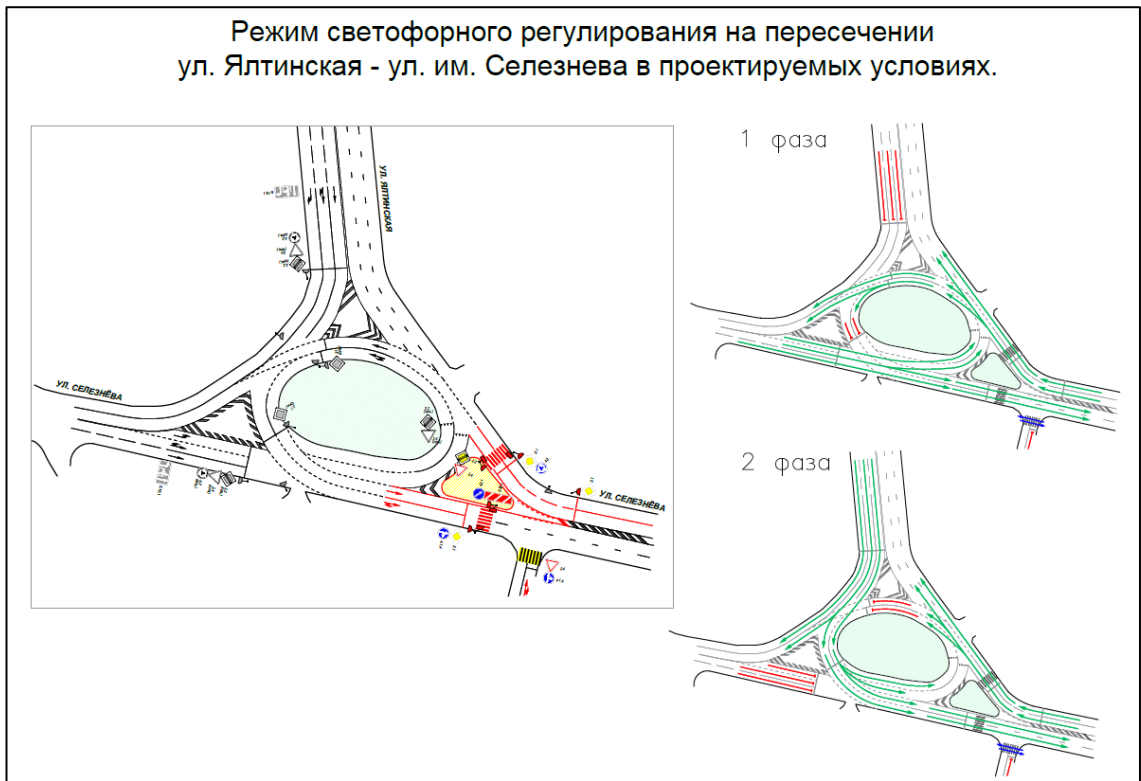 Режим светофорного регулирования на пересечении
ул. Ялтинская - ул. им. Селезнева в проектируемых условиях.
1 фаза
УЛ. ЯЛТИНСКАЯ
УЛ. СЕЛЕЗНЁВА
УЛ. СЕЛЕЗНЁВА
2 фаза